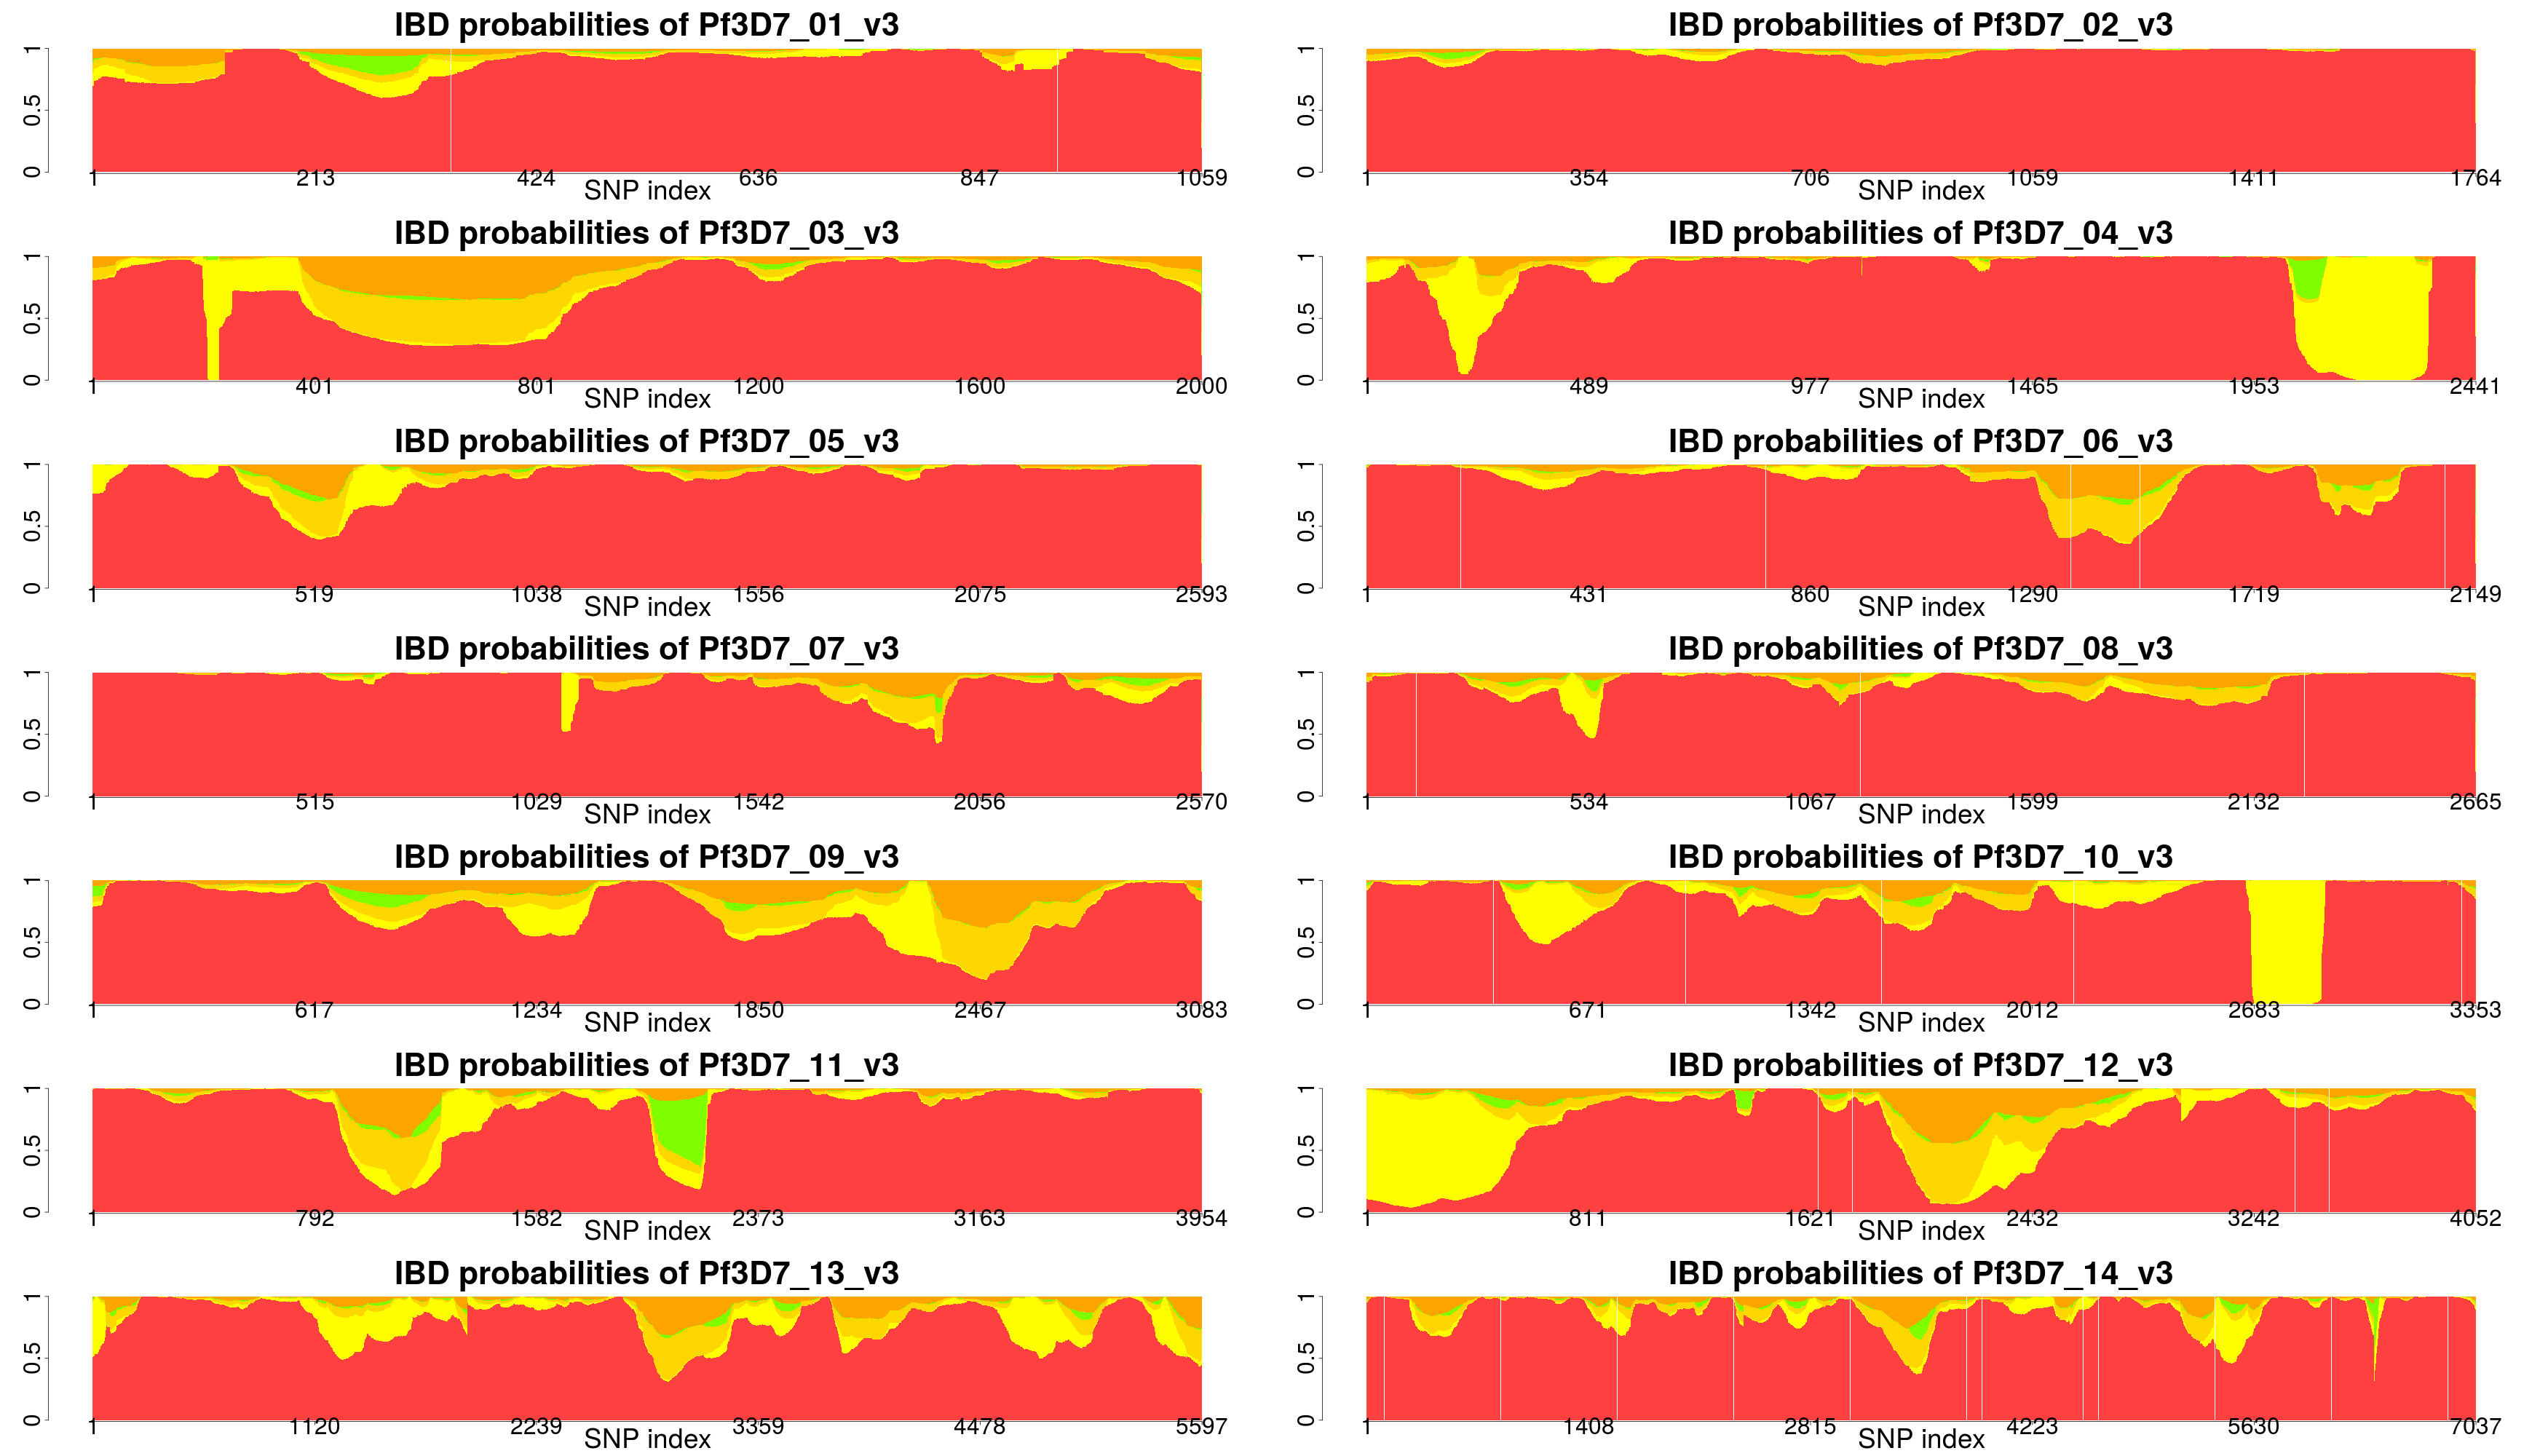 IBD probabilities of Pf3D7_01_v3
0 0.5 1
1 213 424 636 847 1059
SNP index
IBD probabilities of Pf3D7_02_v3
0 0.5 1
1 354 706 1059 1411 1764
SNP index
IBD probabilities of Pf3D7_03_v3
0 0.5 1
1 401 801 1200 1600 2000
SNP index
IBD probabilities of Pf3D7_04_v3
0 0.5 1
1 489 977 1465 1953 2441
SNP index
IBD probabilities of Pf3D7_05_v3
0 0.5 1
1 519 1038 1556 2075 2593
SNP index
IBD probabilities of Pf3D7_06_v3
0 0.5 1
1 431 860 1290 1719 2149
SNP index
IBD probabilities of Pf3D7_07_v3
0 0.5 1
1 515 1029 1542 2056 2570
SNP index
IBD probabilities of Pf3D7_08_v3
0 0.5 1
1 534 1067 1599 2132 2665
SNP index
IBD probabilities of Pf3D7_09_v3
0 0.5 1
1 617 1234 1850 2467 3083
SNP index
IBD probabilities of Pf3D7_10_v3
0 0.5 1
1 671 1342 2012 2683 3353
SNP index
IBD probabilities of Pf3D7_11_v3
0 0.5 1
1 792 1582 2373 3163 3954
SNP index
IBD probabilities of Pf3D7_12_v3
0 0.5 1
1 811 1621 2432 3242 4052
SNP index
IBD probabilities of Pf3D7_13_v3
0 0.5 1
1 1120 2239 3359 4478 5597
SNP index
IBD probabilities of Pf3D7_14_v3
0 0.5 1
1 1408 2815 4223 5630 7037
SNP index